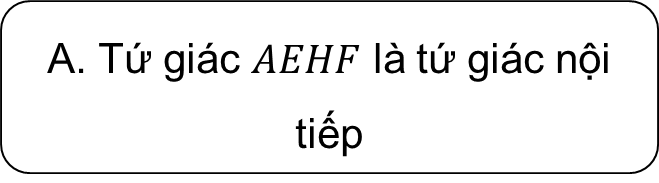 A. Tứ giác AEHF là tứ giác nội
tiếp